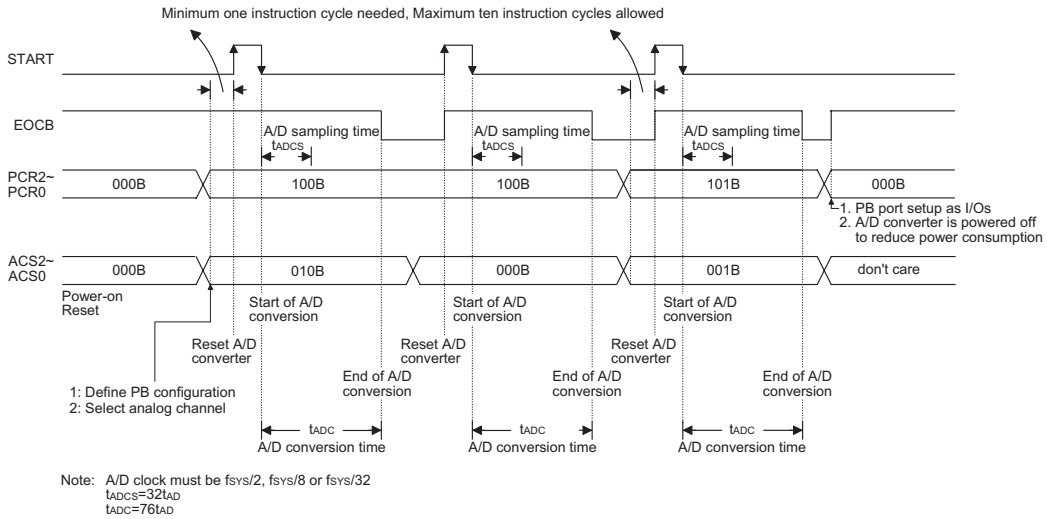 Minimum one instruction cycle needed, Maximum ten instruction cycles allowed
START
EOCB
A/D sampling time
tADCS
A/D sampling time
tADCS
A/D sampling time
tADCS
PCR2~
PCR0
000B
100B
100B
101B
000B
1. PB port setup as I/Os
2. A/D converter is powered off
to reduce power consumption
ACS2~
ACS0
000B
010B
000B
001B
don't care
Power-on
Reset
Start of A/D
conversion
Start of A/D
conversion
Start of A/D
conversion
Reset A/D
converter
Reset A/D
converter
Reset A/D
converter
End of A/D
conversion
End of A/D
conversion
End of A/D
conversion
1: Define PB configuration
2: Select analog channel
tADC
A/D conversion time
tADC
A/D conversion time
tADC
A/D conversion time
Note: A/D clock must be fSYS/2, fSYS/8 or fSYS/32
tADCS=32tAD
tADC=76tAD